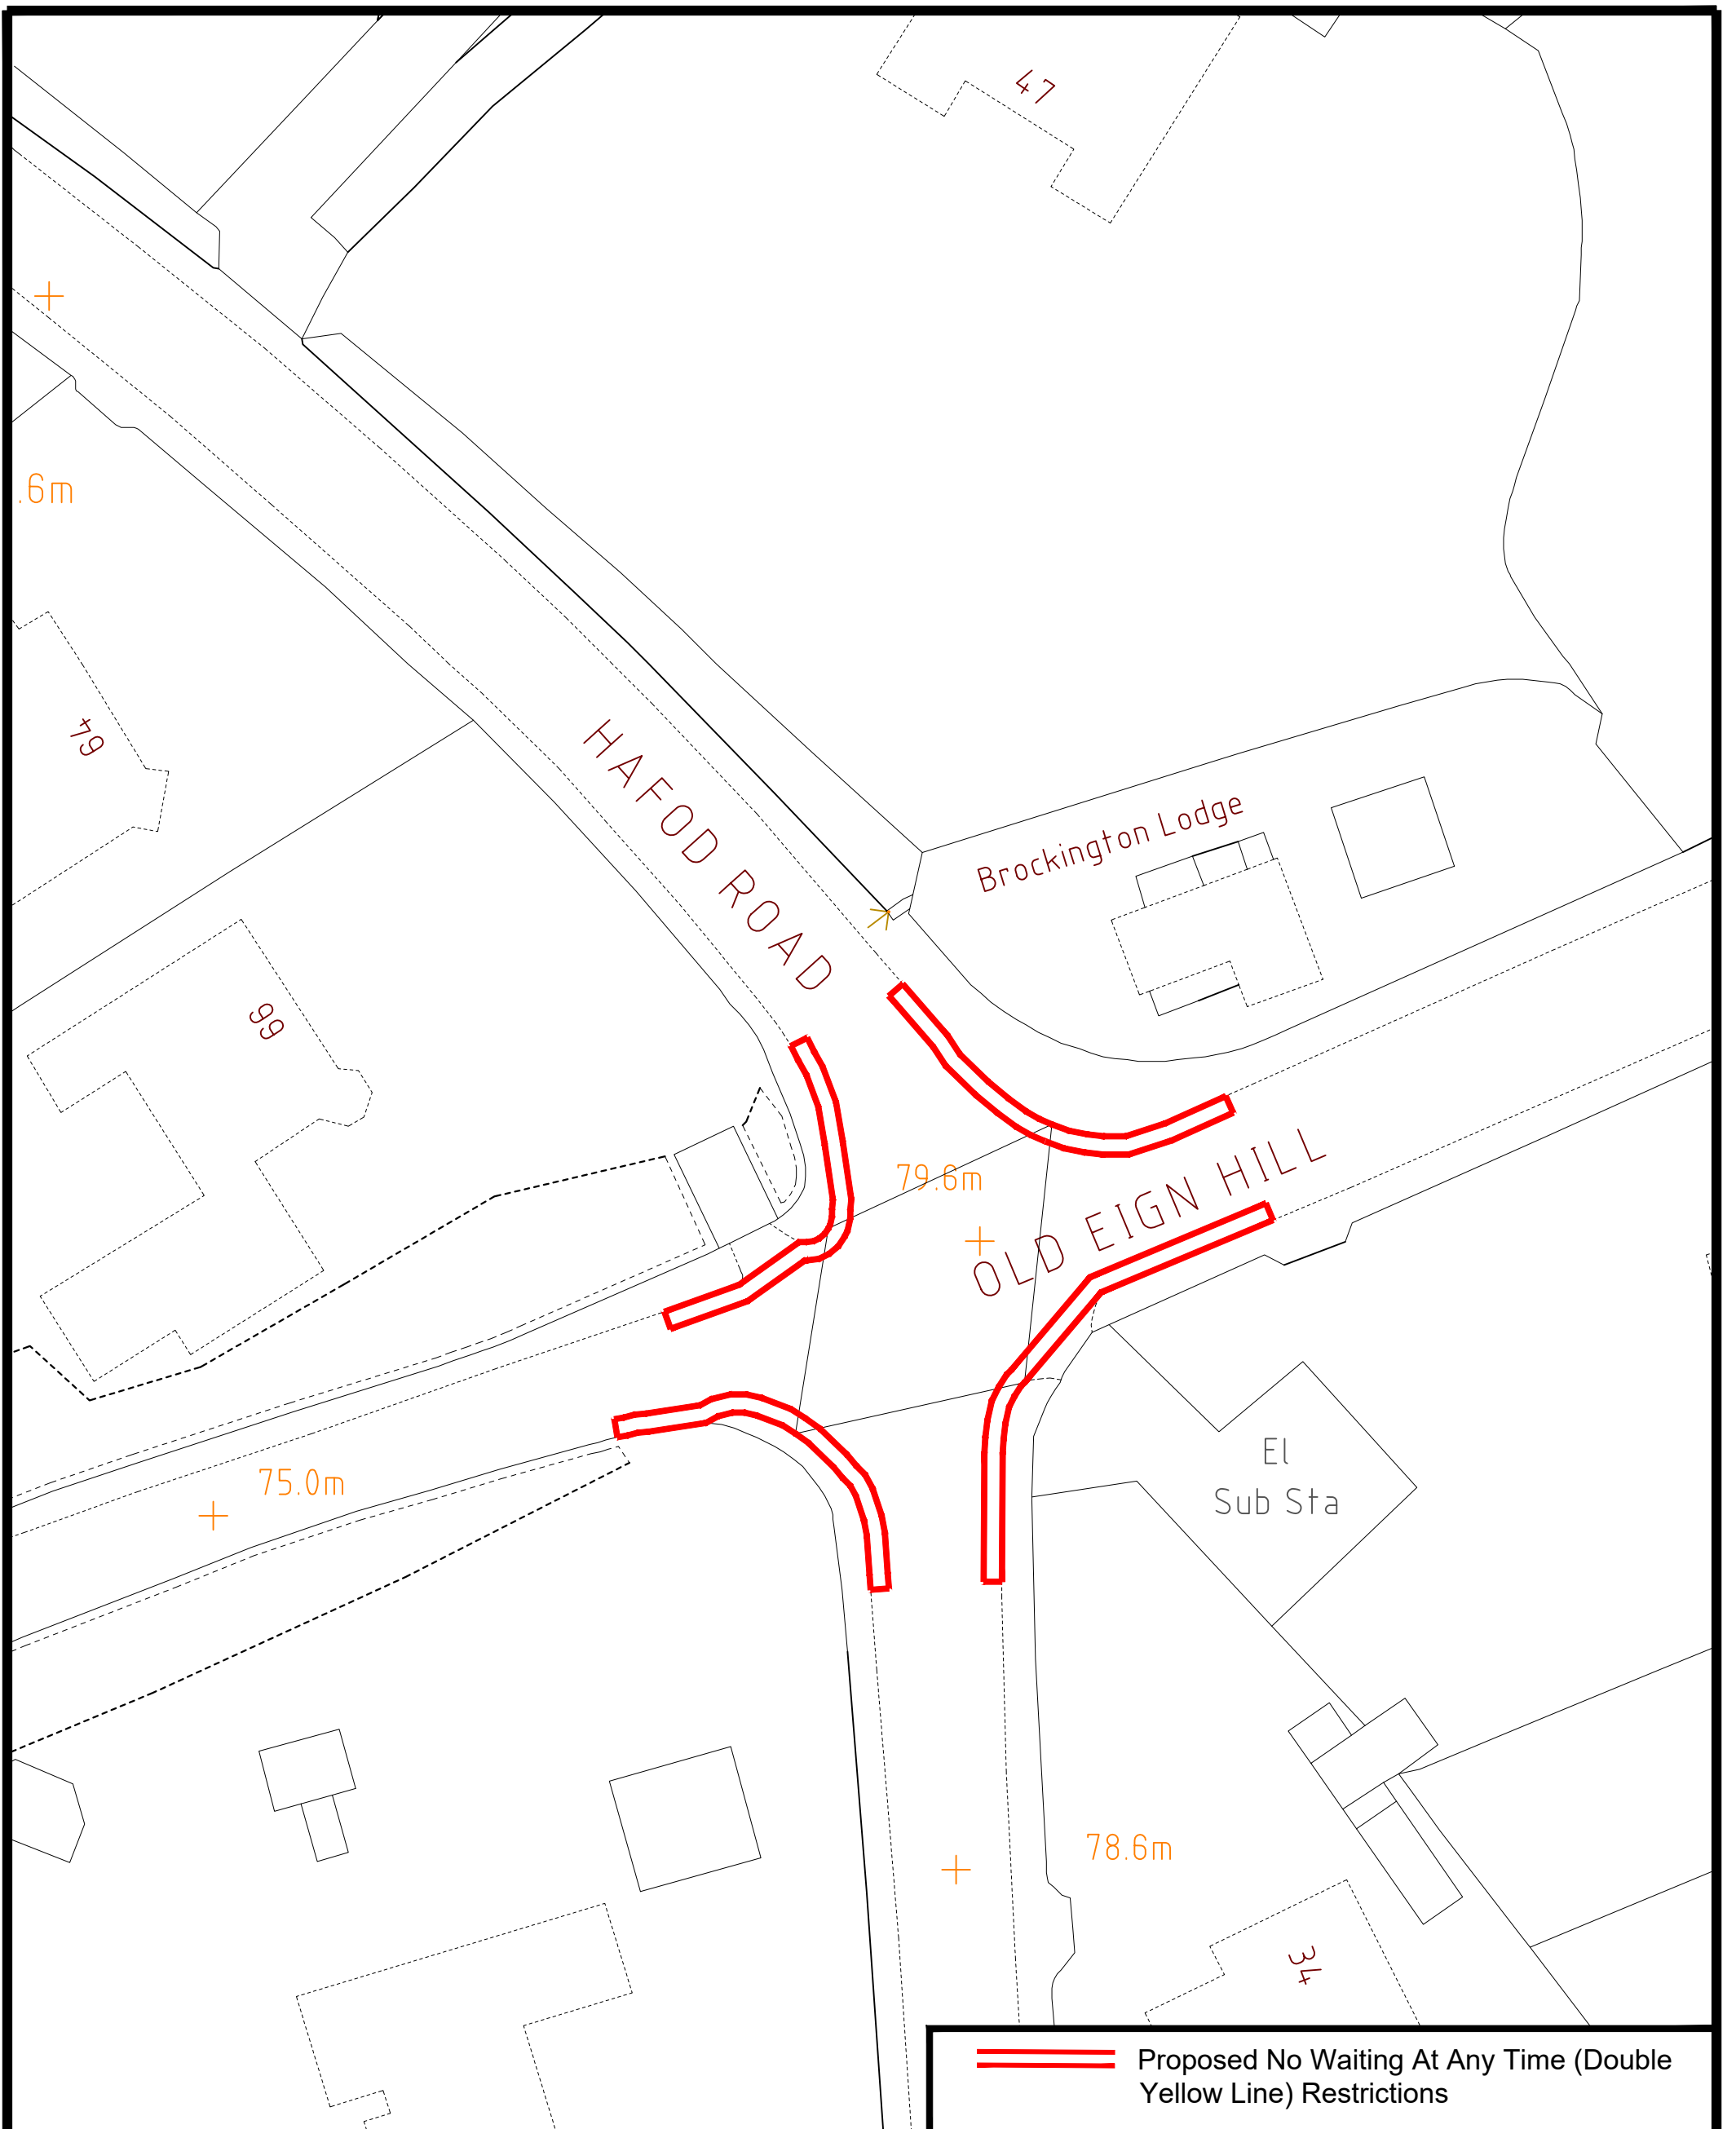 47
.6m
64
HAFOD ROAD
Brockington Lodge
66
79.6m
OLD EIGN HILL
El
Sub Sta
75.0m
78.6m
34
Proposed No Waiting At Any Time (Double
Yellow Line) Restrictions